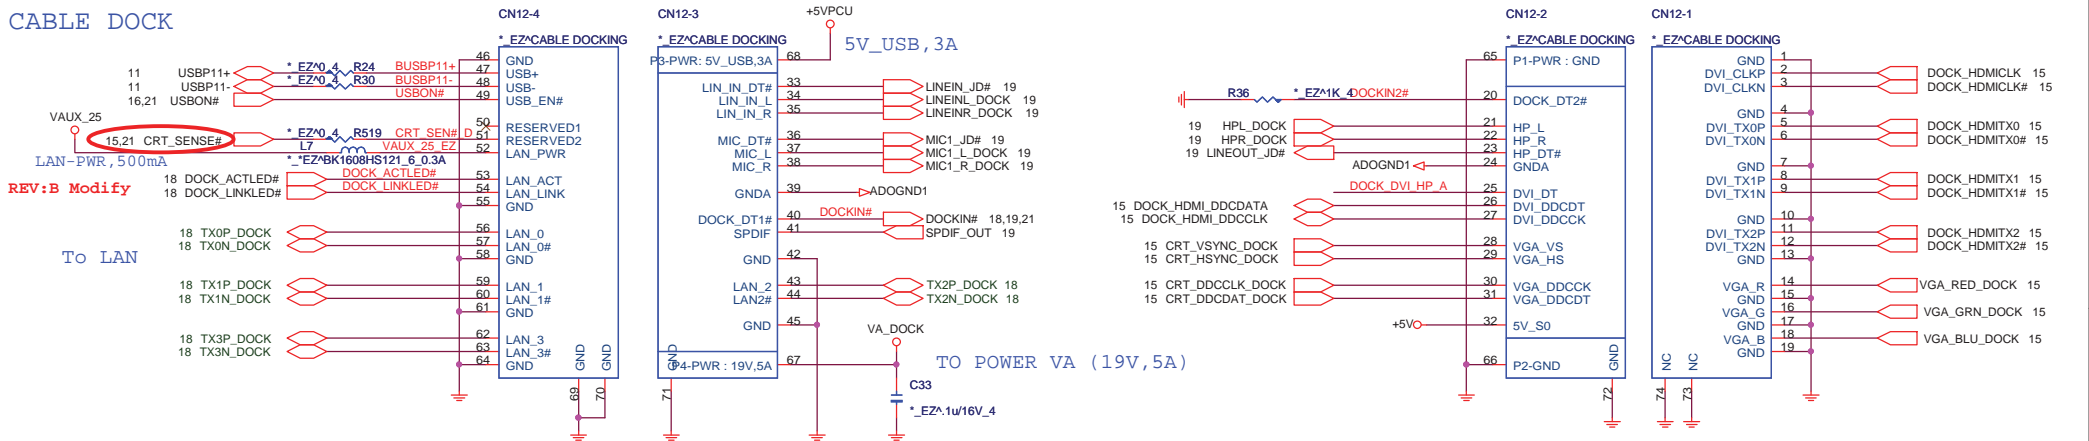 CABLE DOCK
CN12-4
*_EZ^CABLE DOCKING
11 USBP11+ *_EZ^0_4 R24 BUSBP11+ 46 GND
47 USB+
11 USBP11- *_EZ^0_4 R30 BUSBP11- 48 USB-
16,21 USBON# USBON# 49 USB_EN#
VAUX_25
50 RESERVED1
15,21 CRT_SENSE# *_EZ^0_4 R519 CRT_SEN#_D 51 RESERVED2
L7 VAUX_25_EZ 52 LAN_PWR
LAN-PWR,500mA *_*EZ^BK1608HS121_6_0.3A
REV:B Modify
18 DOCK_ACTLED# DOCK_ACTLED# 53 LAN_ACT
18 DOCK_LINKLED# DOCK_LINKLED# 54 LAN_LINK
55 GND
18 TX0P_DOCK 56 LAN_0
18 TX0N_DOCK 57 LAN_0#
To LAN
58 GND
18 TX1P_DOCK 59 LAN_1
18 TX1N_DOCK 60 LAN_1#
61 GND
18 TX3P_DOCK 62 LAN_3
18 TX3N_DOCK 63 LAN_3#
64 GND
GND GND
69 70
CN12-3
*_EZ^CABLE DOCKING
+5VPCU
5V_USB,3A
P3-PWR: 5V_USB,3A 68
LIN_IN_DT# 33 LINEIN_JD# 19
LIN_IN_L 34 LINEINL_DOCK 19
LIN_IN_R 35 LINEINR_DOCK 19
MIC_DT# 36 MIC1_JD# 19
MIC_L 37 MIC1_L_DOCK 19
MIC_R 38 MIC1_R_DOCK 19
GNDA 39 ADOGND1
DOCK_DT1# 40 DOCKIN# DOCKIN# 18,19,21
SPDIF 41 SPDIF_OUT 19
GND 42
LAN_2 43 TX2P_DOCK 18
LAN2# 44 TX2N_DOCK 18
GND 45
VA_DOCK
GND
P4-PWR : 19V,5A 67
TO POWER VA (19V,5A)
71
C33
*_EZ^.1u/16V_4
CN12-2
*_EZ^CABLE DOCKING
65 P1-PWR : GND
R36 *_EZ^1K_4 DOCKIN2# 20 DOCK_DT2#
19 HPL_DOCK 21 HP_L
19 HPR_DOCK 22 HP_R
19 LINEOUT_JD# 23 HP_DT#
ADOGND1 24 GNDA
DOCK_DVI_HP_A 25 DVI_DT
15 DOCK_HDMI_DDCDATA 26 DVI_DDCDT
15 DOCK_HDMI_DDCCLK 27 DVI_DDCCK
15 CRT_VSYNC_DOCK 28 VGA_VS
15 CRT_HSYNC_DOCK 29 VGA_HS
15 CRT_DDCCLK_DOCK 30 VGA_DDCCK
15 CRT_DDCDAT_DOCK 31 VGA_DDCDT
+5V 32 5V_S0
66 P2-GND
GND
72
CN12-1
*_EZ^CABLE DOCKING
GND 1
DVI_CLKP 2 DOCK_HDMICLK 15
DVI_CLKN 3 DOCK_HDMICLK# 15
GND 4
DVI_TX0P 5 DOCK_HDMITX0 15
DVI_TX0N 6 DOCK_HDMITX0# 15
GND 7
DVI_TX1P 8 DOCK_HDMITX1 15
DVI_TX1N 9 DOCK_HDMITX1# 15
GND 10
DVI_TX2P 11 DOCK_HDMITX2 15
DVI_TX2N 12 DOCK_HDMITX2# 15
GND 13
VGA_R 14 VGA_RED_DOCK 15
GND 15
VGA_G 16 VGA_GRN_DOCK 15
GND 17
VGA_B 18 VGA_BLU_DOCK 15
GND 19
NC NC
74 73